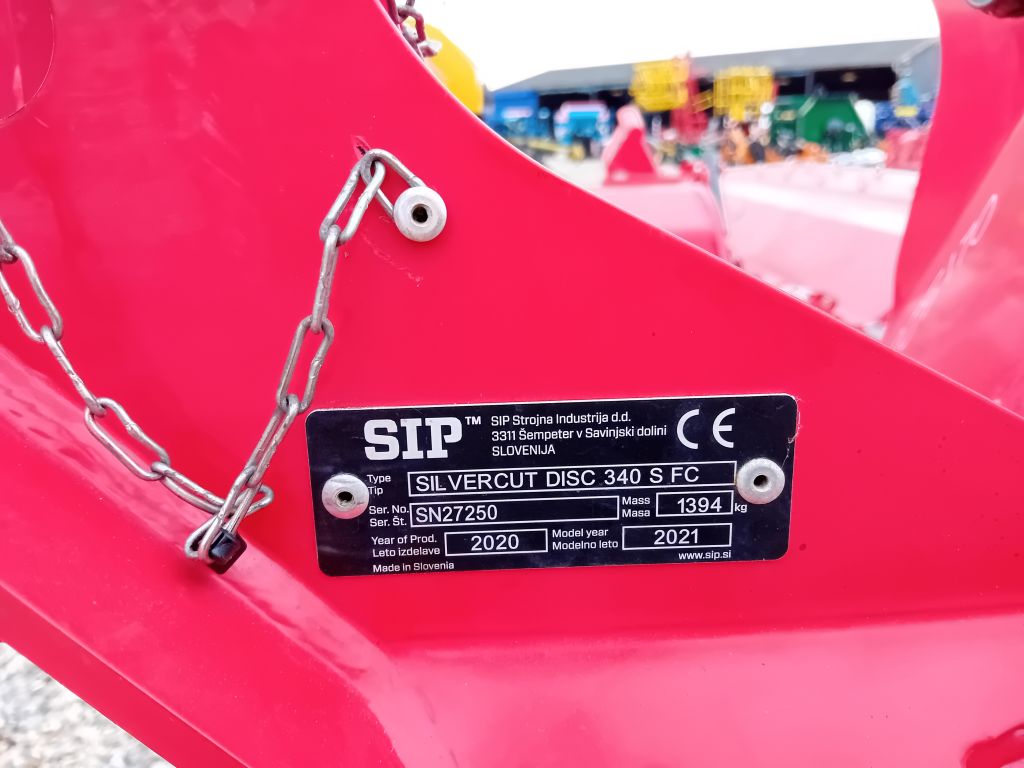 SIP™
SIP Strojna Industrija d.d.
3311 Šempeter v Savinjski dolini
SLOVENIJA
CE
Type
Tip
SILVERCUT DISC 340 S FC
Ser. No.
Ser. Št.
SN27250
Mass
Masa
1394 kg
Year of Prod.
Leto izdelave
2020
Model year
Modelno leto
2021
Made in Slovenia
www.sip.si